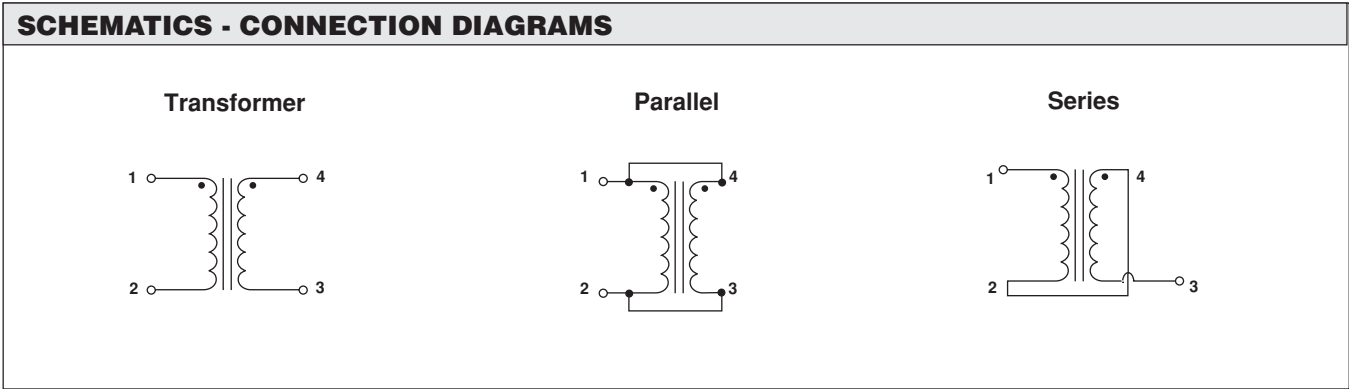 SCHEMATICS - CONNECTION DIAGRAMS
Transformer
Parallel
Series
1 4
2 3
1 4
2 3
1 4
2 3